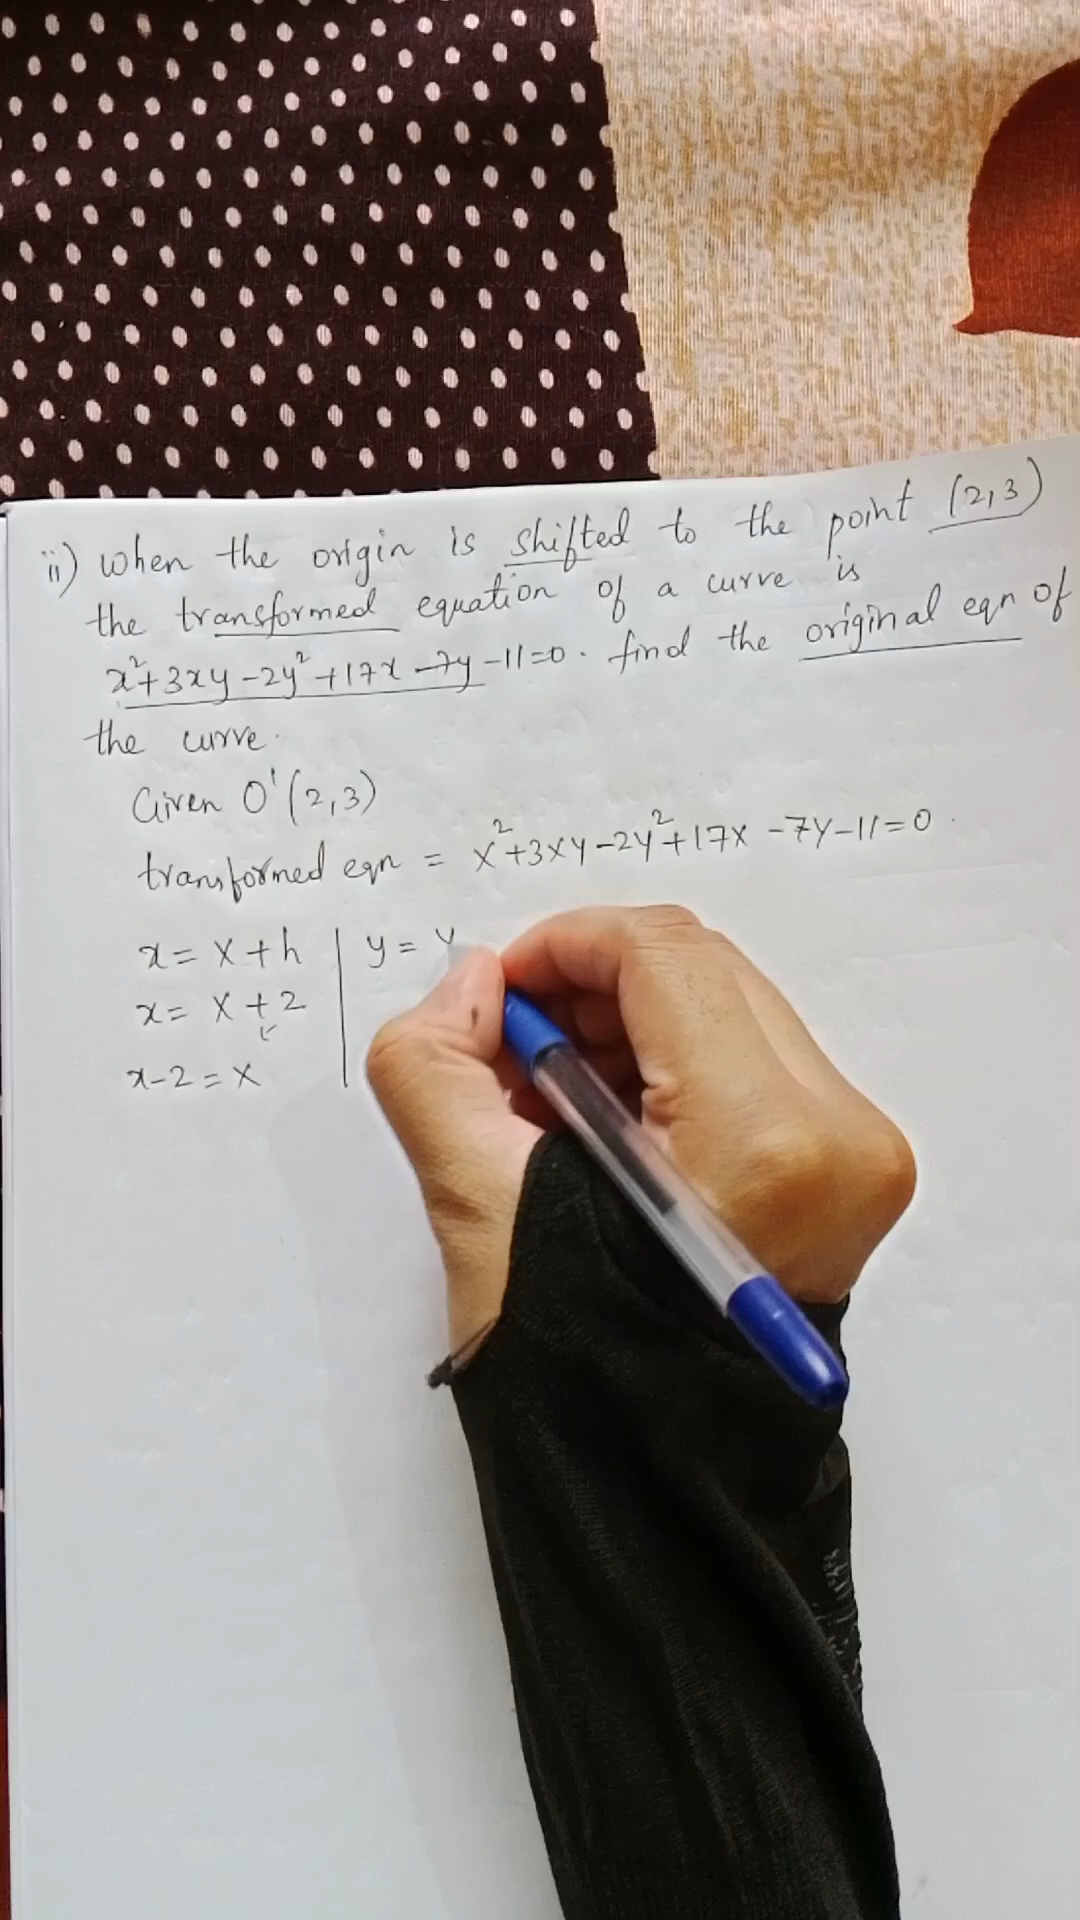 ii) when the origin is shifted to the point (2,3)
the transformed equation of a curve is
x²+3xy-2y²+17x-7y-11=0. find the original eqn of
the curve.
Given O'(2,3)
transformed eqn = X²+3XY-2Y²+17X-7Y-11=0.
x = X+h | y = Y
x = X+2
x-2 = X